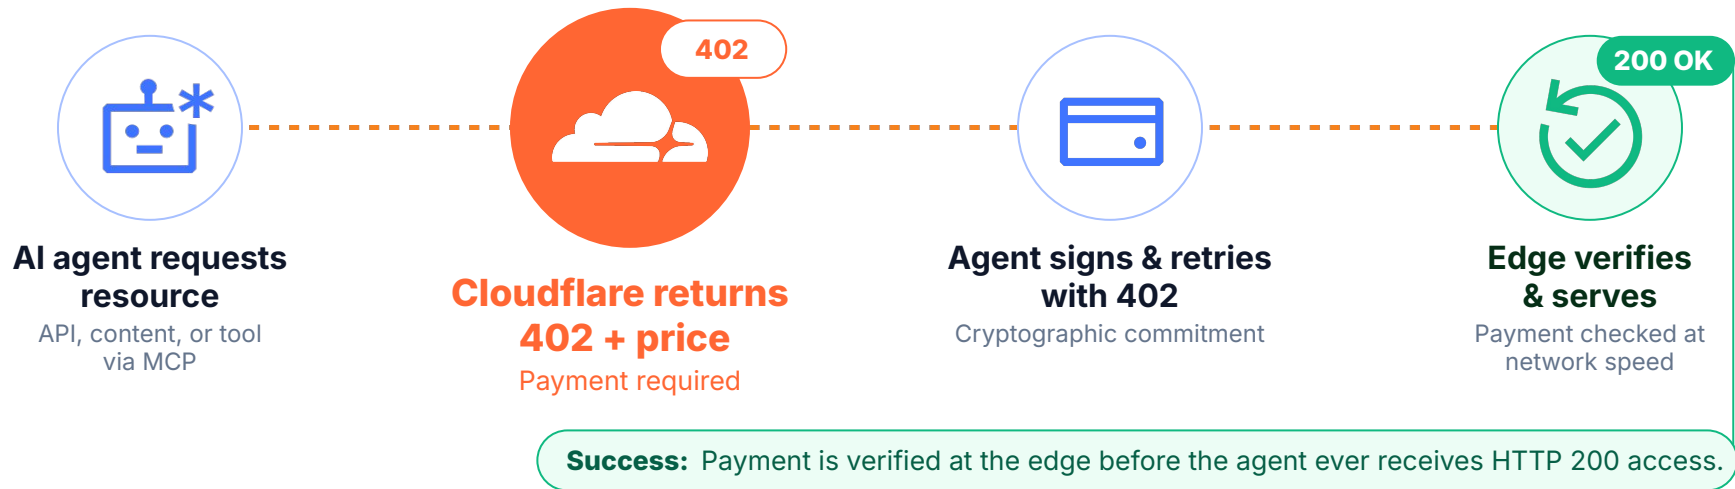 402
200 OK
AI agent requests
resource
API, content, or tool
via MCP
Cloudflare returns
402 + price
Payment required
Agent signs & retries
with 402
Cryptographic commitment
Edge verifies
& serves
Payment checked at
network speed
Success: Payment is verified at the edge before the agent ever receives HTTP 200 access.